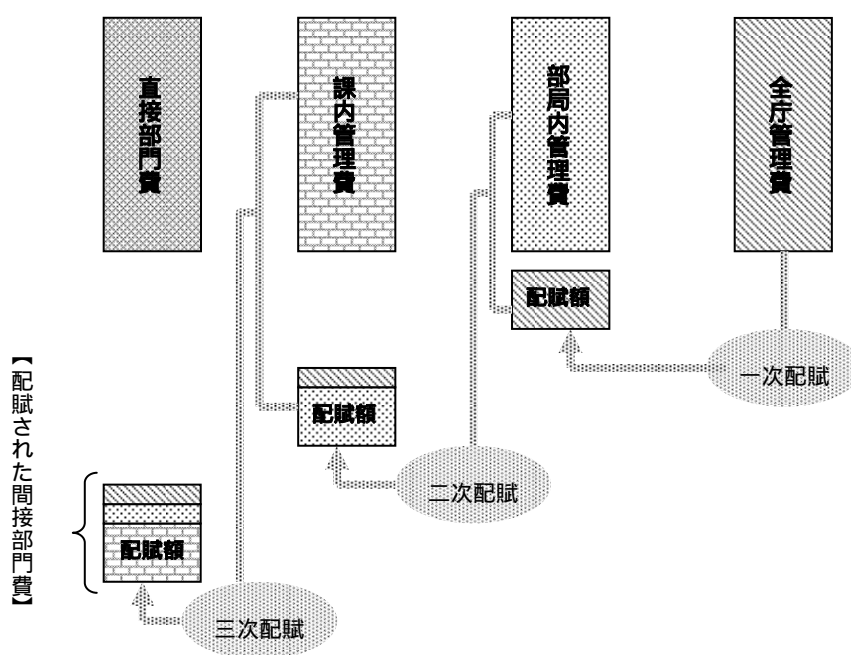 直接部門費
課内管理費
部局内管理費
全庁管理費
配賦額
一次配賦
配賦額
二次配賦
【配賦された間接部門費】
配賦額
三次配賦